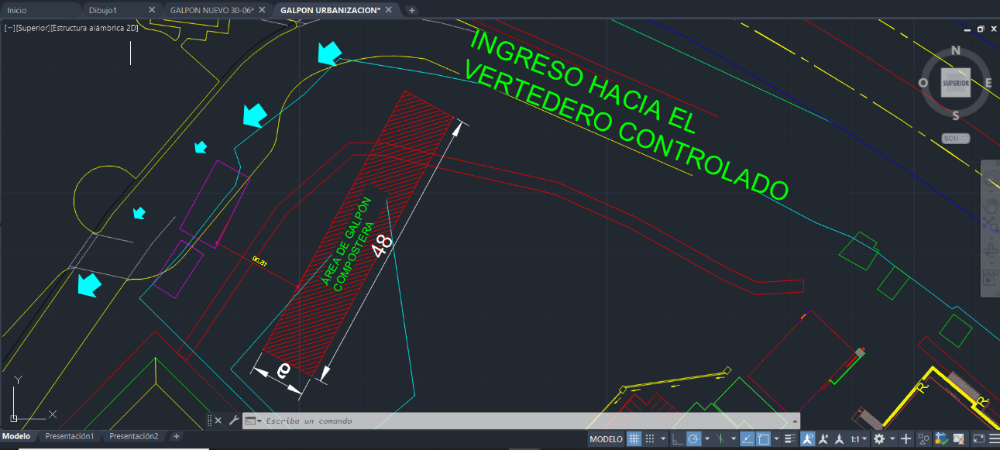 Inicio
Dibujo1
GALPON NUEVO 30-06*
GALPON URBANIZACION*
[−][Superior][Estructura alámbrica 2D]
INGRESO HACIA EL
VERTEDERO CONTROLADO
N
O
SUPERIOR
E
S
SCU
ÁREA DE GALPÓN
COMPOSTERA
48
9
R.
R.
Y
X
Escriba un comando
Modelo
Presentación1
Presentación2
MODELO
1:1